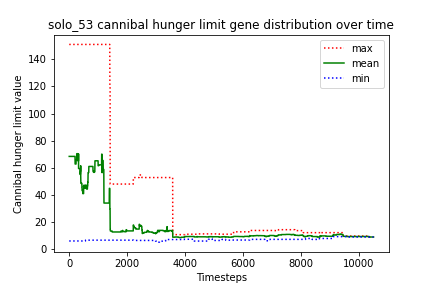 solo_53 cannibal hunger limit gene distribution over time
max
mean
min
Cannibal hunger limit value
140
120
100
80
60
40
20
0
0 2000 4000 6000 8000 10000
Timesteps